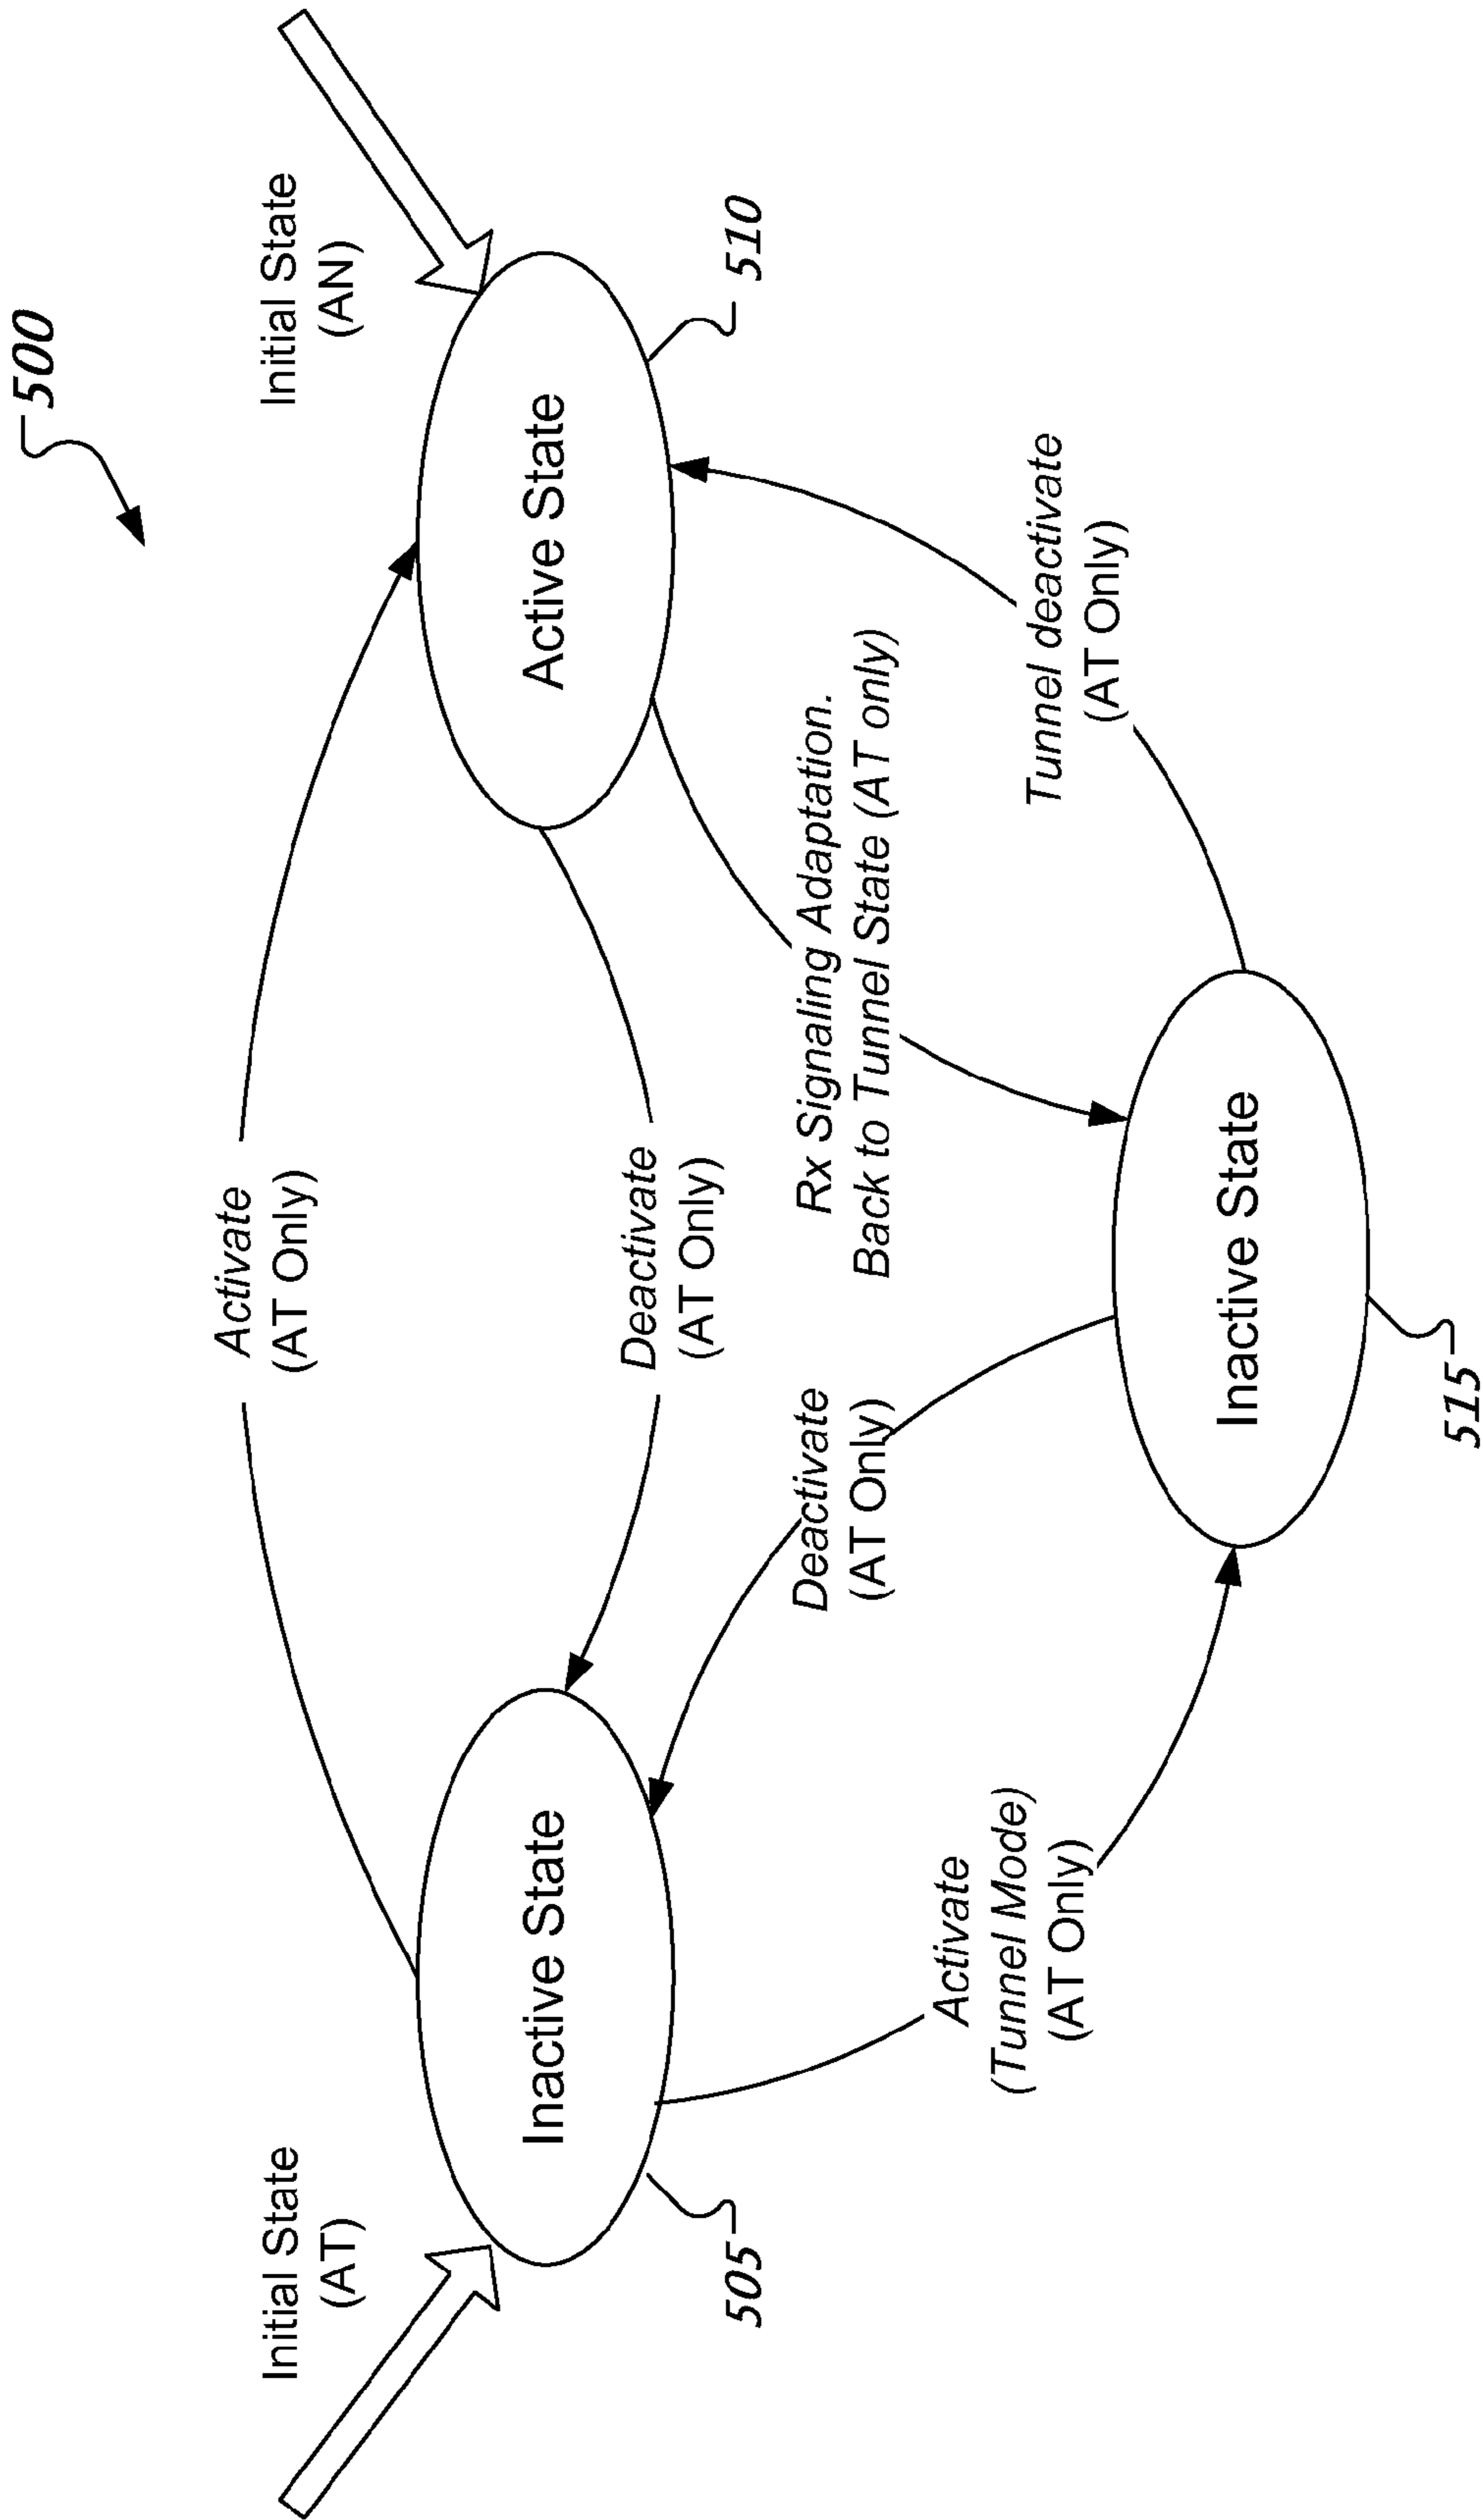 500
Initial State
(AT)
Initial State
(AN)
Activate
(AT Only)
Inactive State
Active State
505
510
Deactivate
(AT Only)
Rx Signaling Adaptation.
Back to Tunnel State (AT only)
Deactivate
(AT Only)
Activate
(Tunnel Mode)
(AT Only)
Tunnel deactivate
(AT Only)
Inactive State
515